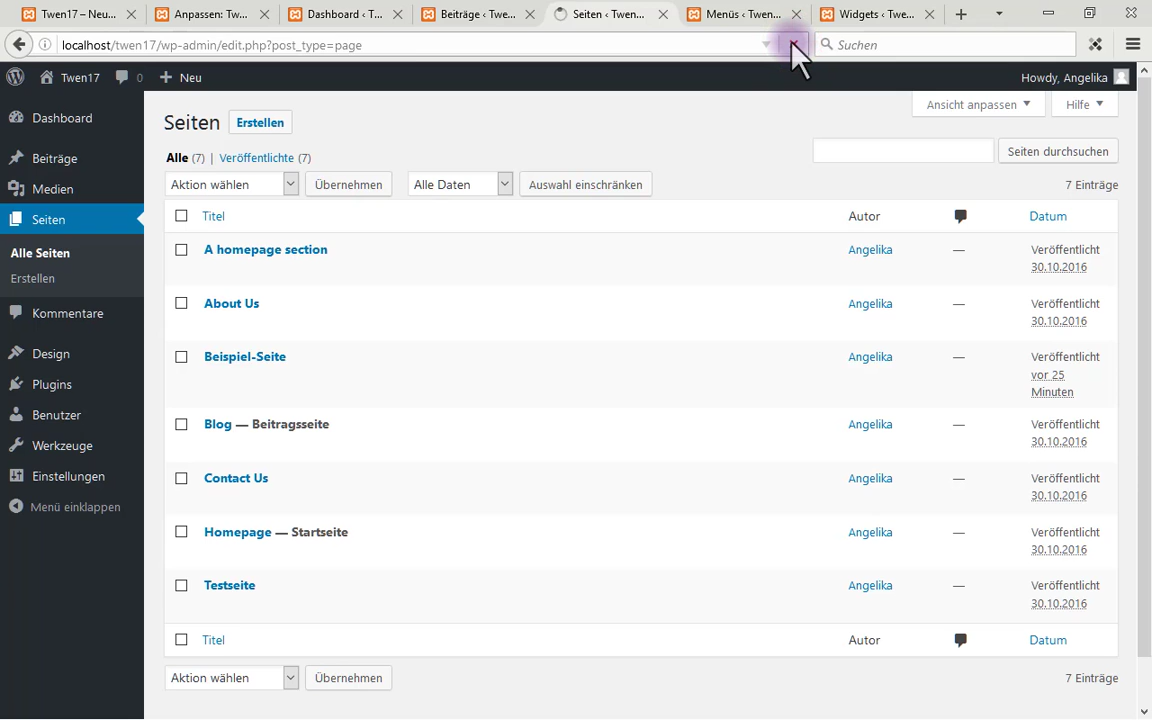 Twen17 – Neu...
Anpassen: Tw...
Dashboard ‹ T...
Beiträge ‹ Twe...
Seiten ‹ Twen...
Menüs ‹ Twen...
Widgets ‹ Twe...
localhost/twen17/wp-admin/edit.php?post_type=page
Suchen
Twen17
0
Neu
Howdy, Angelika
Dashboard
Beiträge
Medien
Seiten
Alle Seiten
Erstellen
Kommentare
Design
Plugins
Benutzer
Werkzeuge
Einstellungen
Menü einklappen
Ansicht anpassen
Hilfe
Seiten Erstellen
Alle (7) | Veröffentlichte (7)
Seiten durchsuchen
Aktion wählen
Übernehmen
Alle Daten
Auswahl einschränken
7 Einträge
Titel Autor Datum
A homepage section Angelika — Veröffentlicht
30.10.2016
About Us Angelika — Veröffentlicht
30.10.2016
Beispiel-Seite Angelika — Veröffentlicht
vor 25
Minuten
Blog — Beitragsseite Angelika — Veröffentlicht
30.10.2016
Contact Us Angelika — Veröffentlicht
30.10.2016
Homepage — Startseite Angelika — Veröffentlicht
30.10.2016
Testseite Angelika — Veröffentlicht
30.10.2016
Titel Autor Datum
Aktion wählen
Übernehmen
7 Einträge